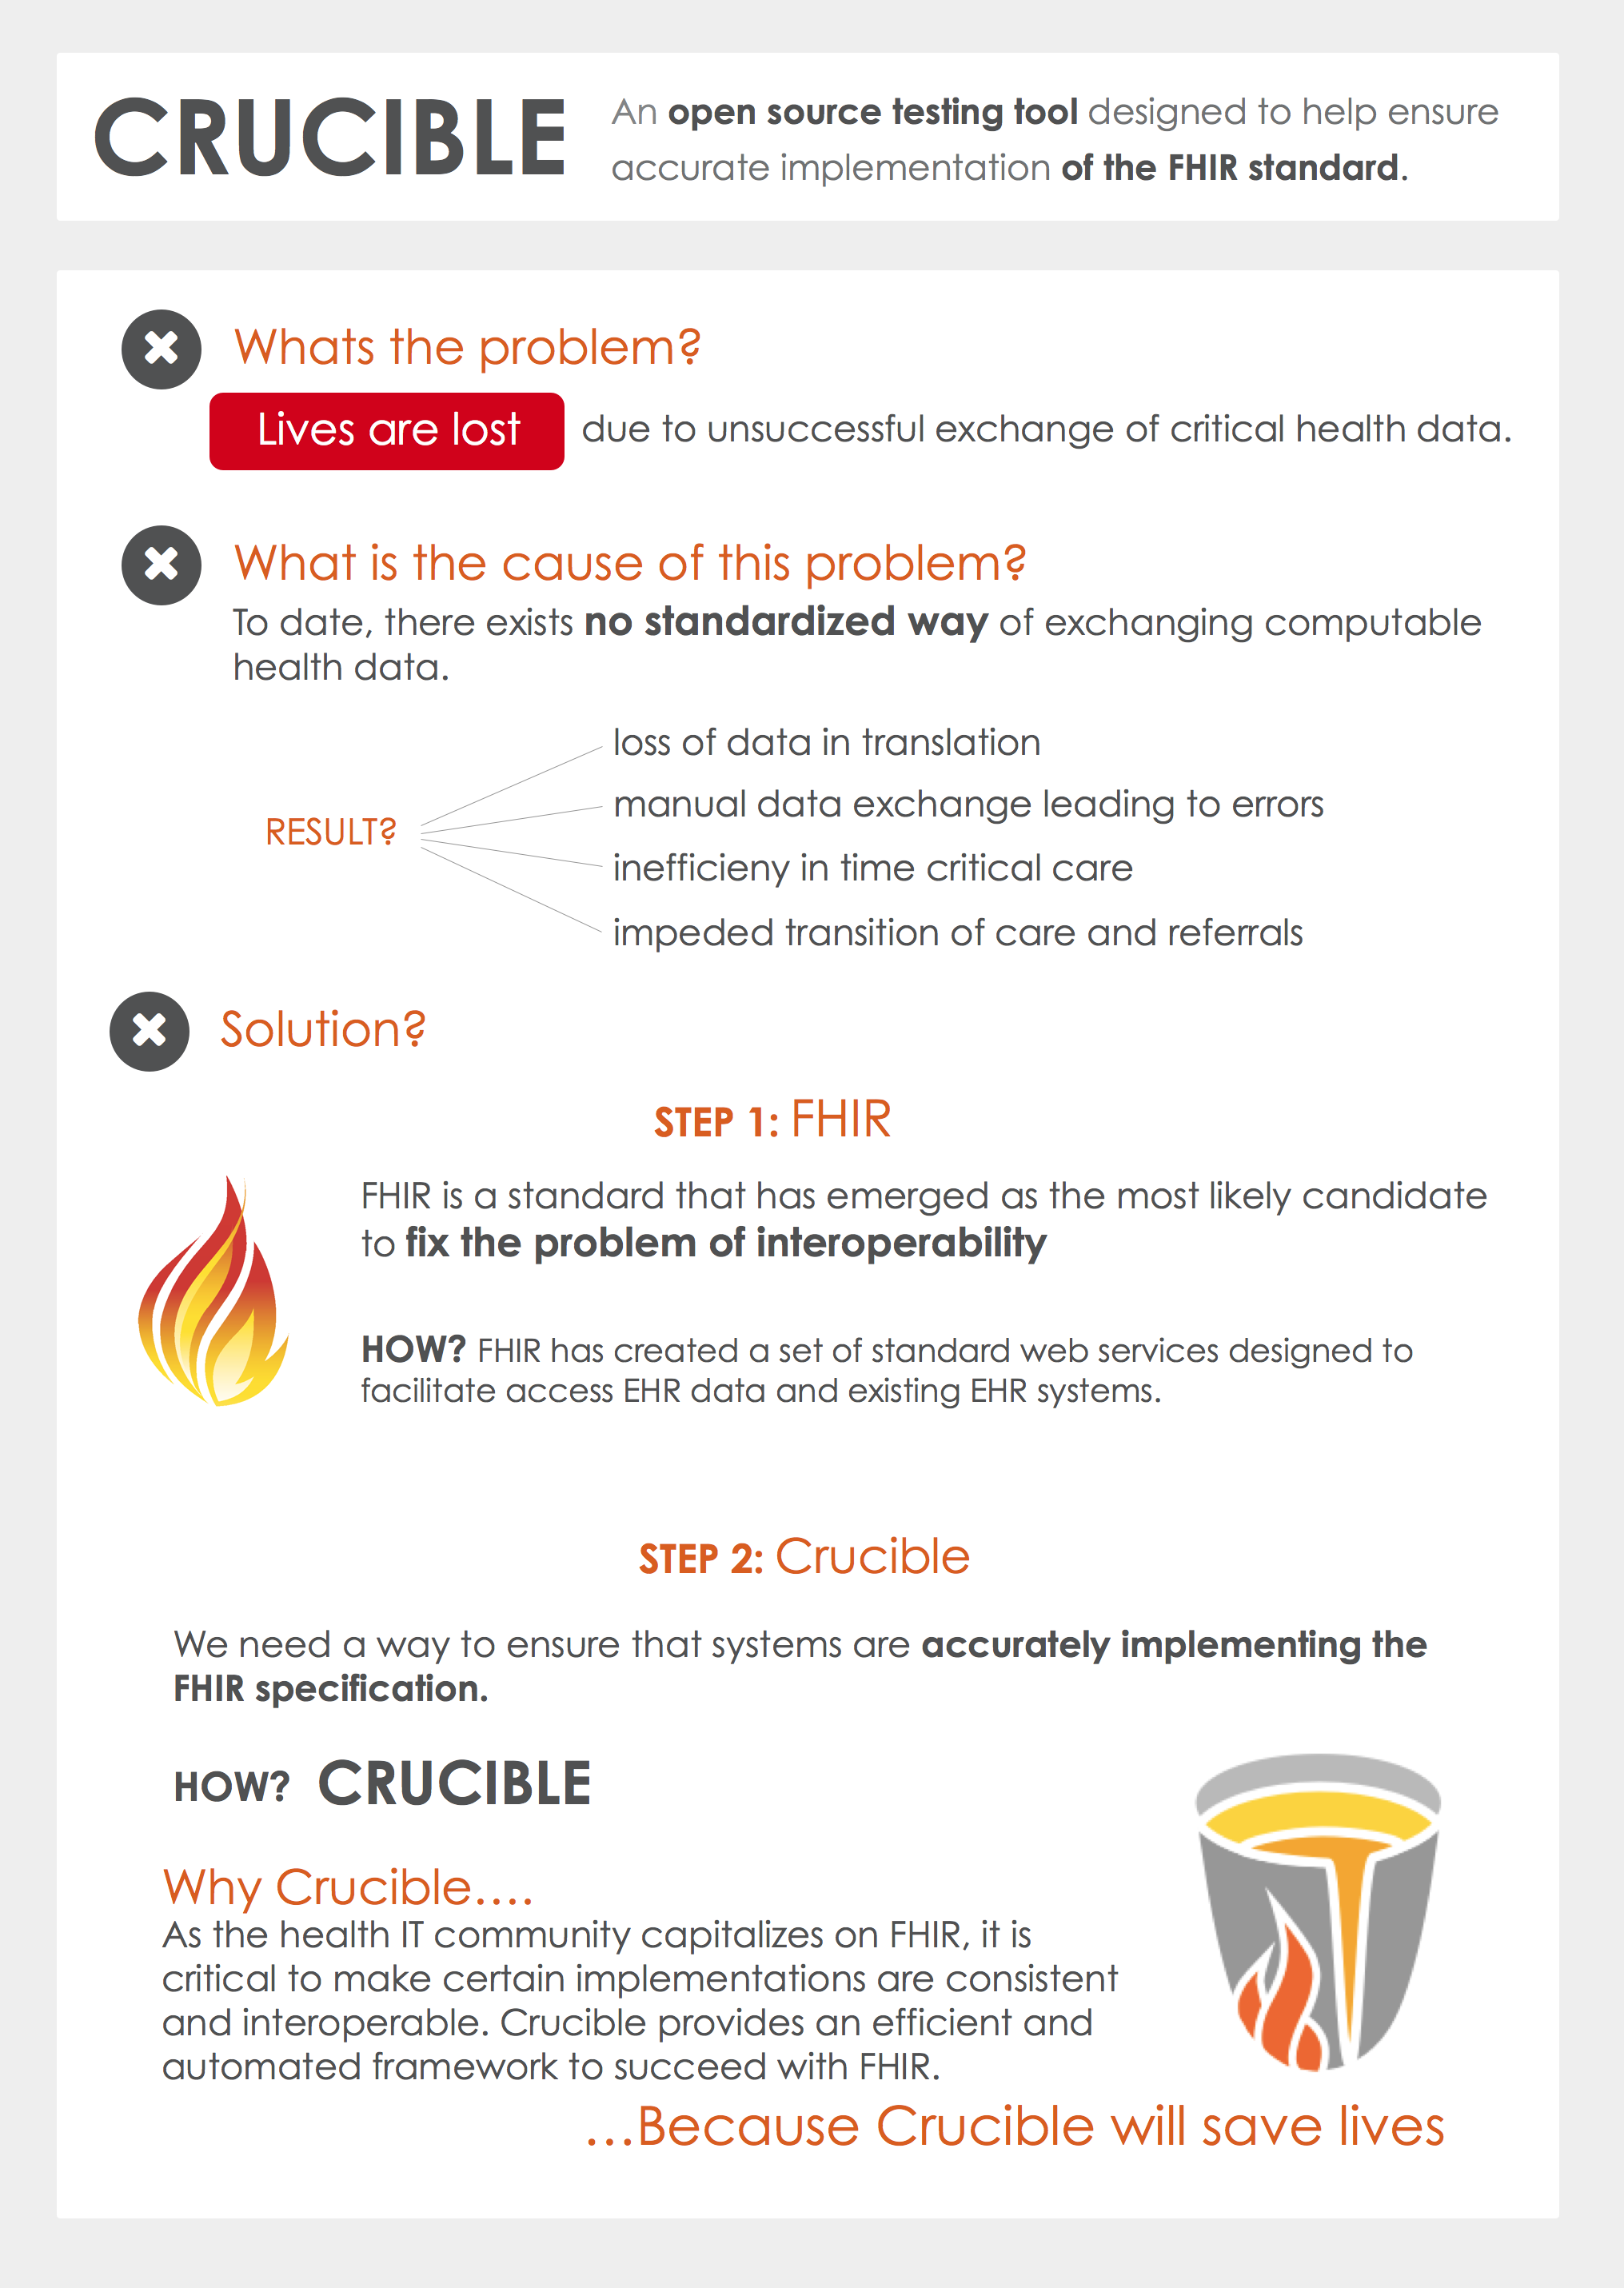 CRUCIBLE
An open source testing tool designed to help ensure
accurate implementation of the FHIR standard.
Whats the problem?
Lives are lost due to unsuccessful exchange of critical health data.
What is the cause of this problem?
To date, there exists no standardized way of exchanging computable
health data.
RESULT?
loss of data in translation
manual data exchange leading to errors
inefficieny in time critical care
impeded transition of care and referrals
Solution?
STEP 1: FHIR
FHIR is a standard that has emerged as the most likely candidate
to fix the problem of interoperability
HOW? FHIR has created a set of standard web services designed to
facilitate access EHR data and existing EHR systems.
STEP 2: Crucible
We need a way to ensure that systems are accurately implementing the
FHIR specification.
HOW? CRUCIBLE
Why Crucible....
As the health IT community capitalizes on FHIR, it is
critical to make certain implementations are consistent
and interoperable. Crucible provides an efficient and
automated framework to succeed with FHIR.
...Because Crucible will save lives